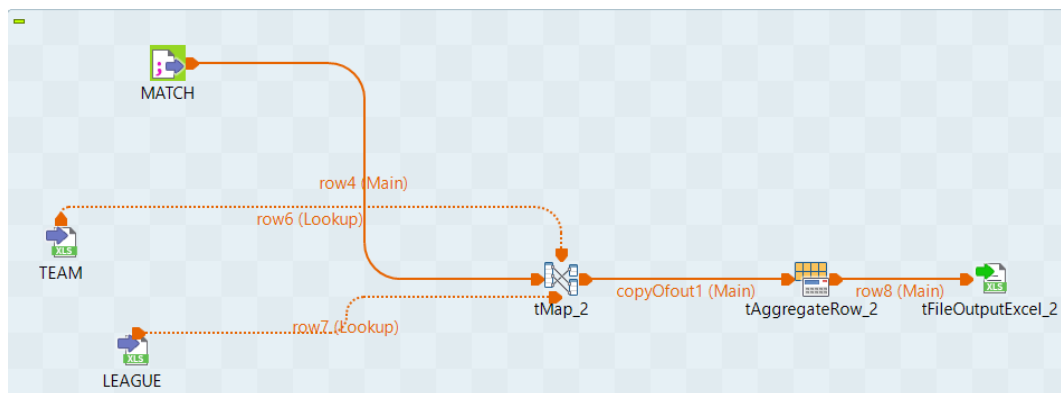 MATCH
row4 (Main)
row6 (Lookup)
TEAM
XLS
tMap_2
copyOfout1 (Main)
tAggregateRow_2
row8 (Main)
XLS
tFileOutputExcel_2
row7 (Lookup)
XLS
LEAGUE